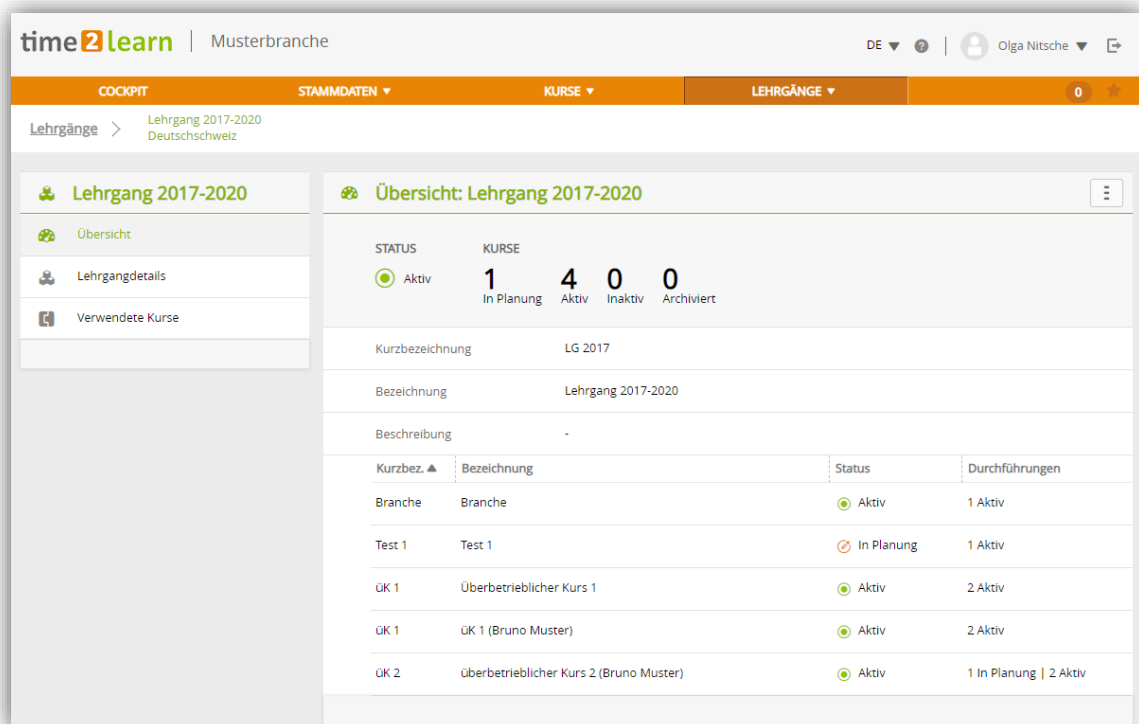 time2learn | Musterbranche
DE Olga Nitsche
COCKPIT STAMMDATEN KURSE LEHRGÄNGE 0
Lehrgänge
Lehrgang 2017-2020
Deutschschweiz
Lehrgang 2017-2020
Übersicht
Lehrgangdetails
Verwendete Kurse
Übersicht: Lehrgang 2017-2020
STATUS KURSE
Aktiv
1 4 0 0
In Planung Aktiv Inaktiv Archiviert
Kurzbezeichnung LG 2017
Bezeichnung Lehrgang 2017-2020
Beschreibung -
Kurzbez. Bezeichnung Status Durchführungen
Branche Branche Aktiv 1 Aktiv
Test 1 Test 1 In Planung 1 Aktiv
üK 1 Überbetrieblicher Kurs 1 Aktiv 2 Aktiv
üK 1 üK 1 (Bruno Muster) Aktiv 2 Aktiv
üK 2 überbetrieblicher Kurs 2 (Bruno Muster) Aktiv 1 In Planung | 2 Aktiv